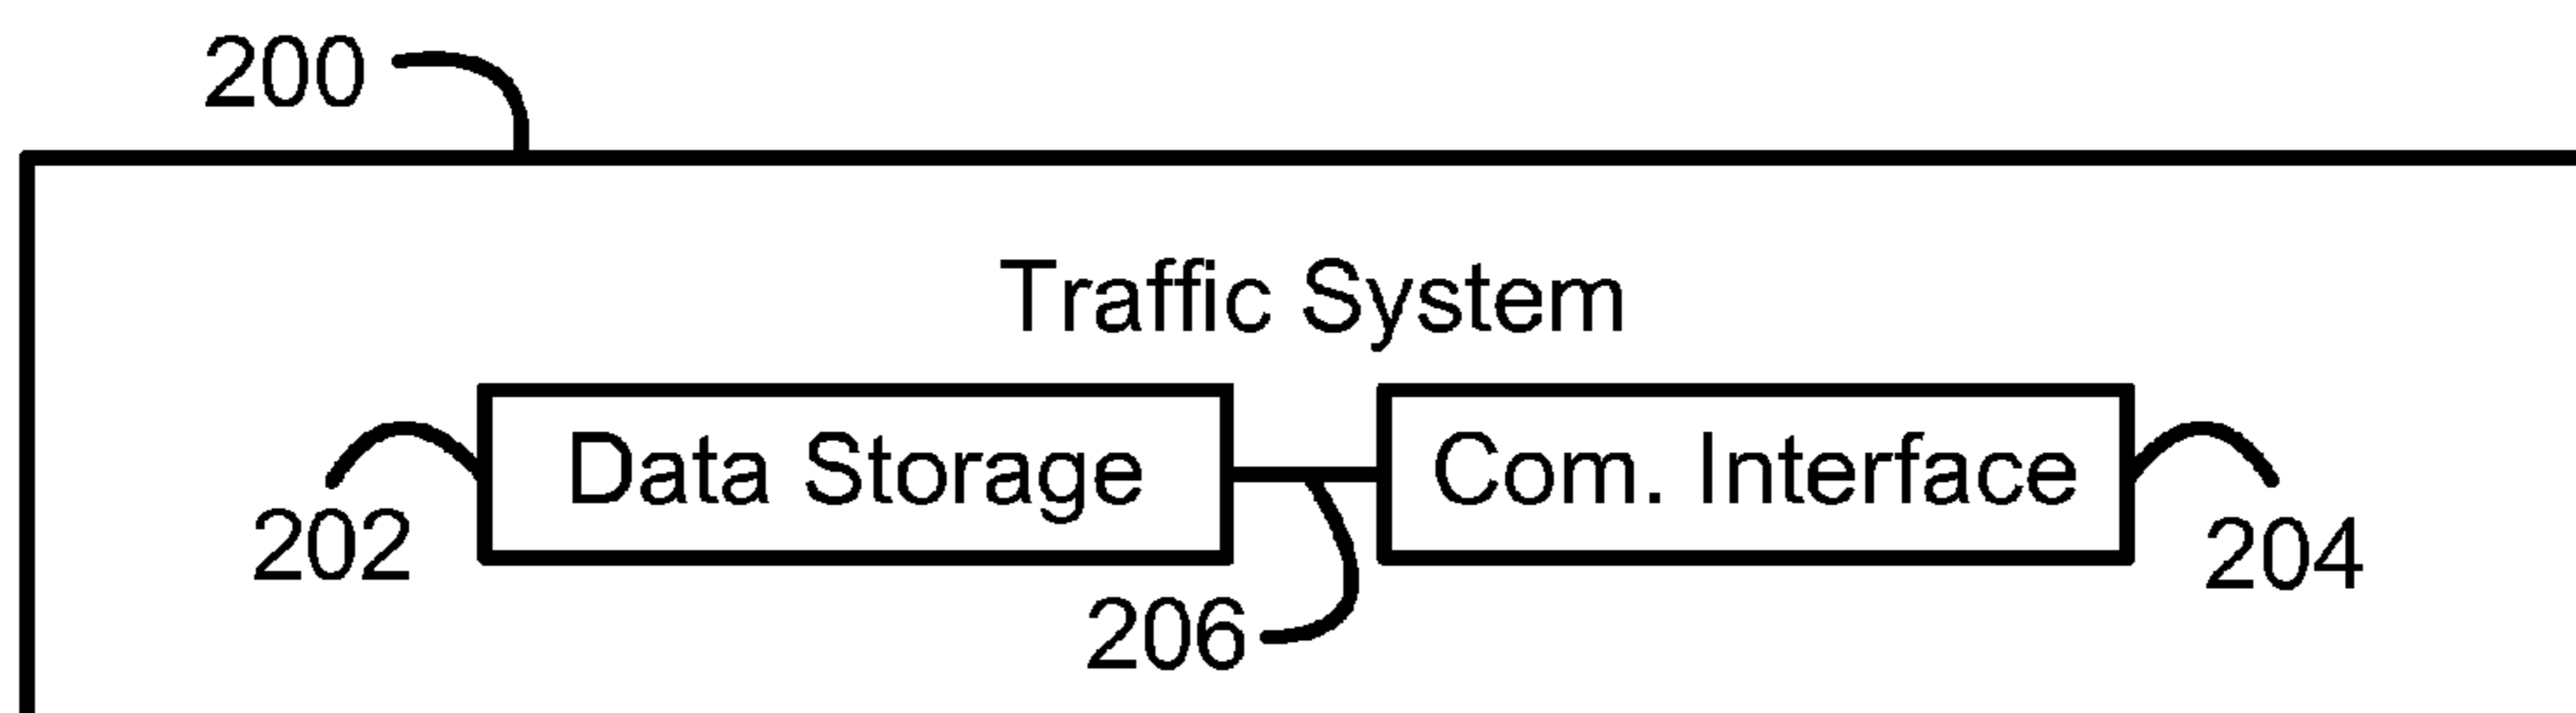 200
Traffic System
Data Storage
Com. Interface
202
204
206